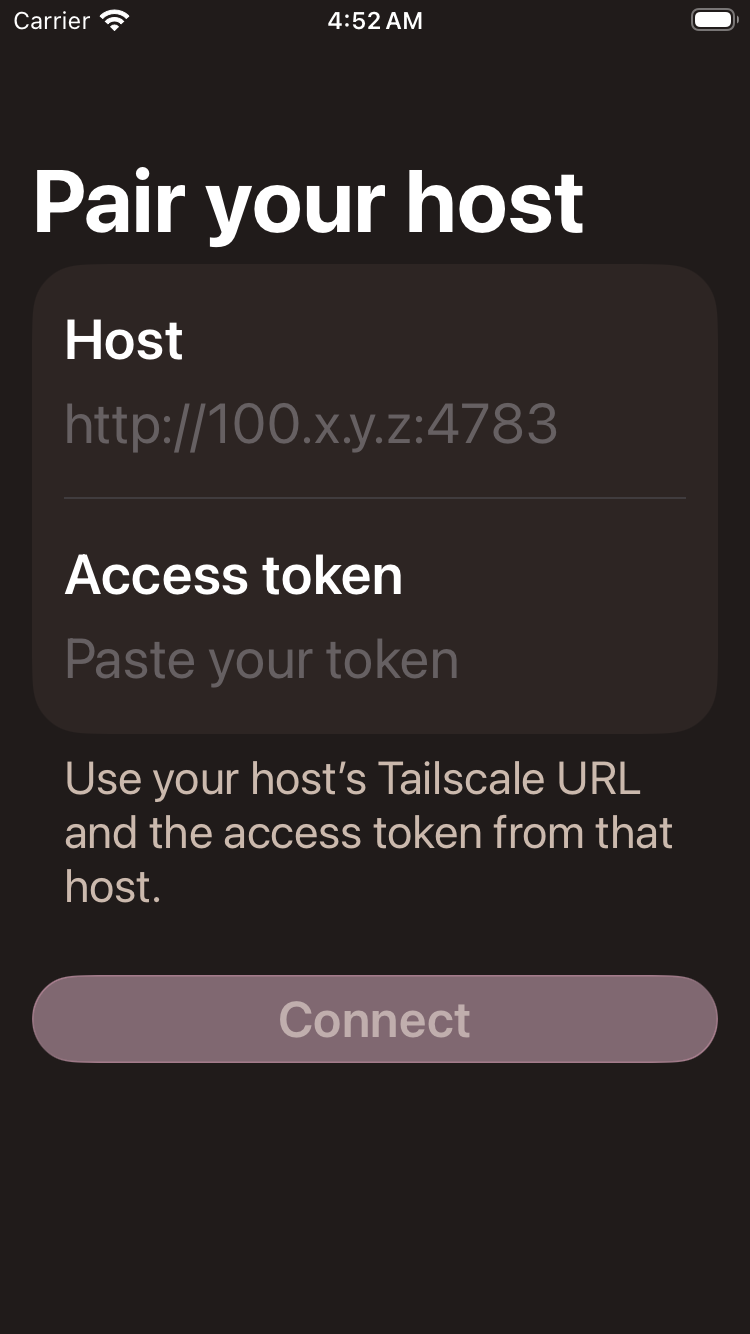 Carrier 4:52 AM
Pair your host
Host
http://100.x.y.z:4783
Access token
Paste your token
Use your host’s Tailscale URL
and the access token from that
host.
Connect